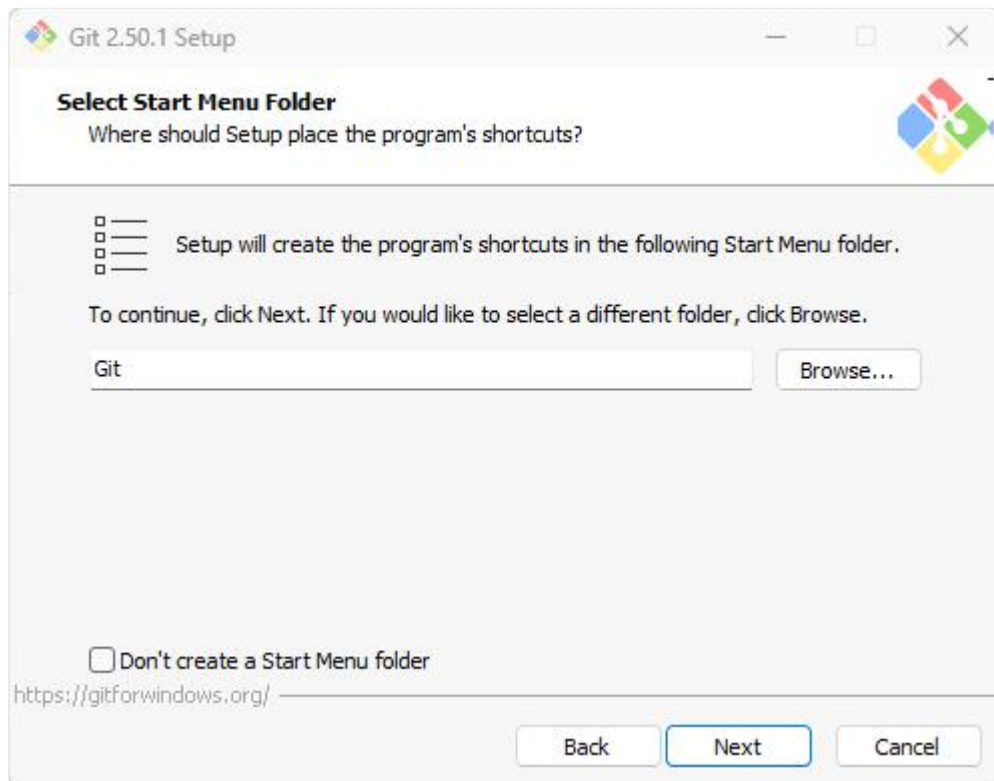 Git 2.50.1 Setup
Select Start Menu Folder
Where should Setup place the program's shortcuts?
Setup will create the program's shortcuts in the following Start Menu folder.
To continue, click Next. If you would like to select a different folder, click Browse.
Git
Browse...
Don't create a Start Menu folder
https://gitforwindows.org/
Back
Next
Cancel